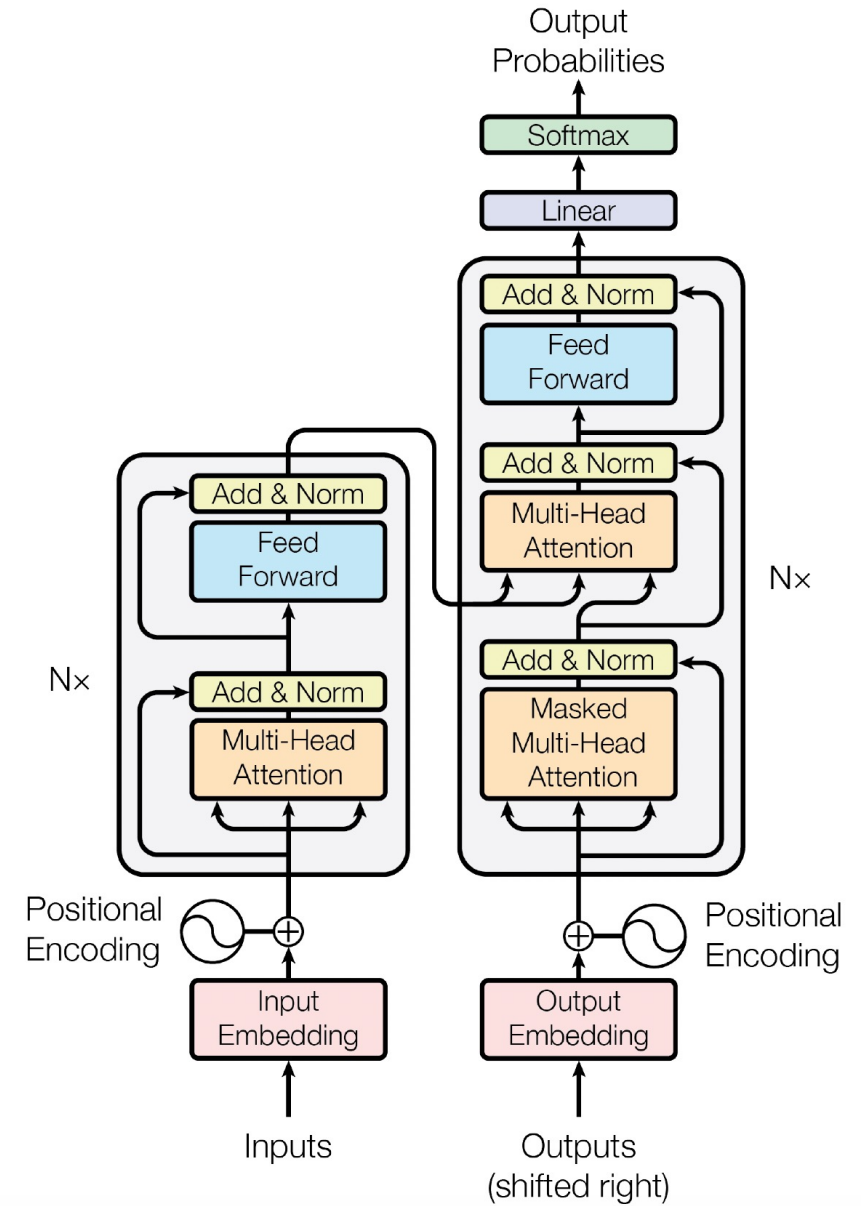 Output
Probabilities
Softmax
Linear
Add & Norm
Feed
Forward
Add & Norm
Multi-Head
Attention
Add & Norm
Masked
Multi-Head
Attention
N×
Positional
Encoding
Output
Embedding
Outputs
(shifted right)
Add & Norm
Feed
Forward
Add & Norm
Multi-Head
Attention
N×
Positional
Encoding
Input
Embedding
Inputs